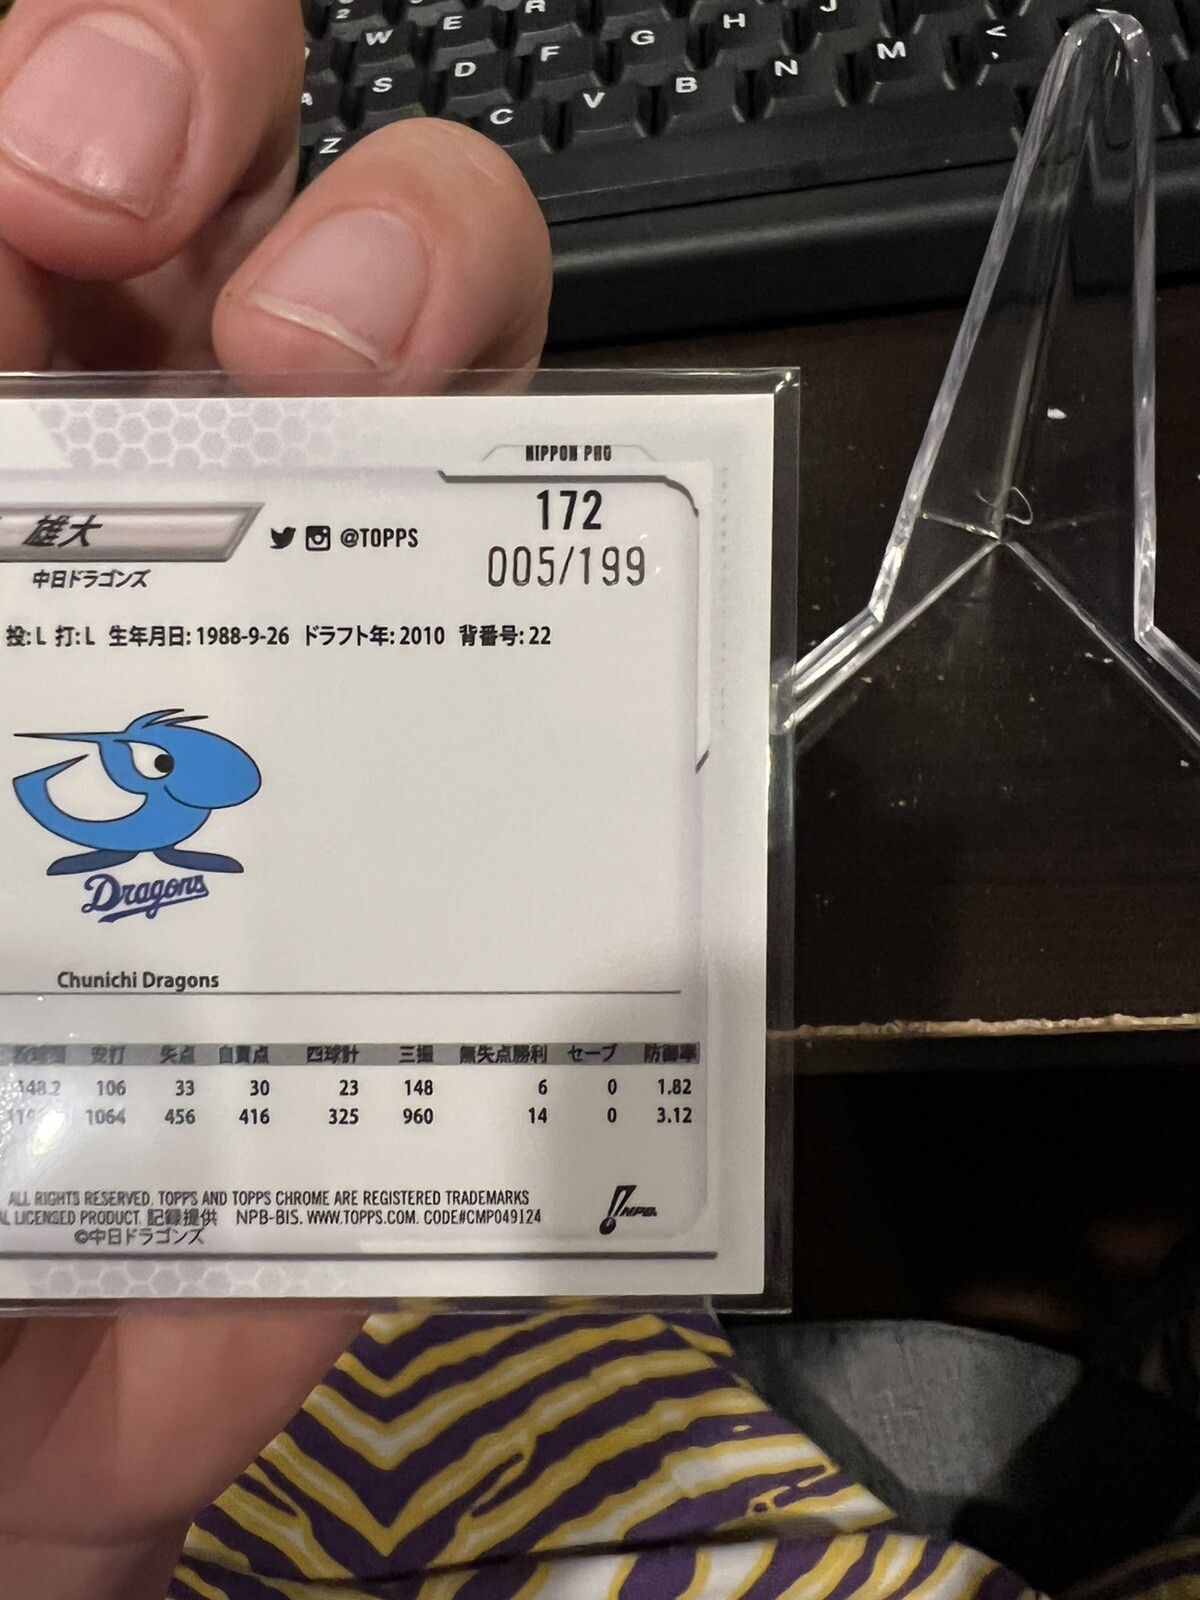 2
W E R
S D F G H J
A
Z C V B N M <
,
NIPPON PRO
172
雄大 @TOPPS
005/199
中日ドラゴンズ
投: L 打: L 生年月日: 1988-9-26 ドラフト年: 2010 背番号: 22
Dragons
Chunichi Dragons
安打 失点 自責点 四球計 三振 無失点勝利 セーブ 防御率
148.2 106 33 30 23 148 6 0 1.82
1064 456 416 325 960 14 0 3.12
ALL RIGHTS RESERVED. TOPPS AND TOPPS CHROME ARE REGISTERED TRADEMARKS
LICENSED PRODUCT. 記録提供 NPB-BIS. WWW.TOPPS.COM. CODE#CMP049124
©中日ドラゴンズ
NPB.